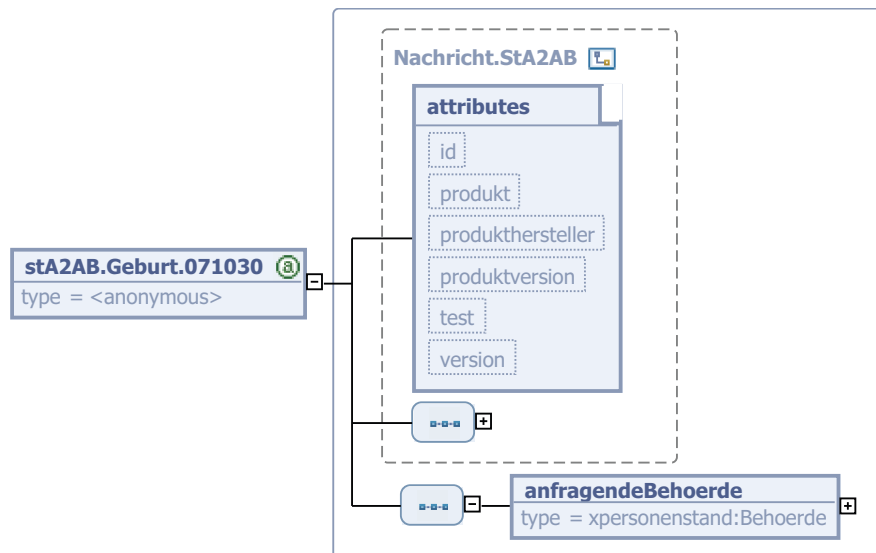 Nachricht.StA2AB
attributes
id
produkt
produkthersteller
produktversion
test
version
stA2AB.Geburt.071030 @
type = <anonymous>
anfragendeBehoerde
type = xpersonenstand:Behoerde